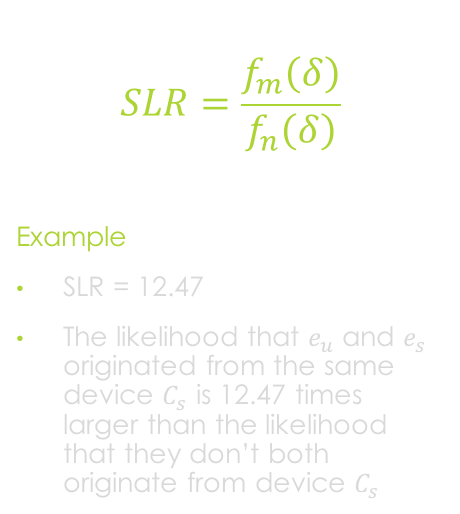 SLR = f_m(δ) / f_n(δ)
Example
• SLR = 12.47
• The likelihood that e_u and e_s
originated from the same
device C_s is 12.47 times
larger than the likelihood
that they don't both
originate from device C_s